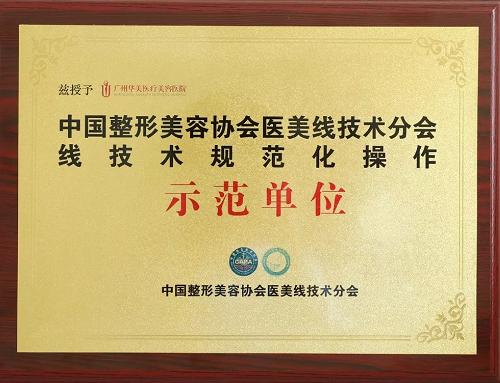 兹授予 广州华美医疗美容医院
中国整形美容协会医美线技术分会
线技术规范化操作
示范单位
CAPA
中国整形美容协会医美线技术分会